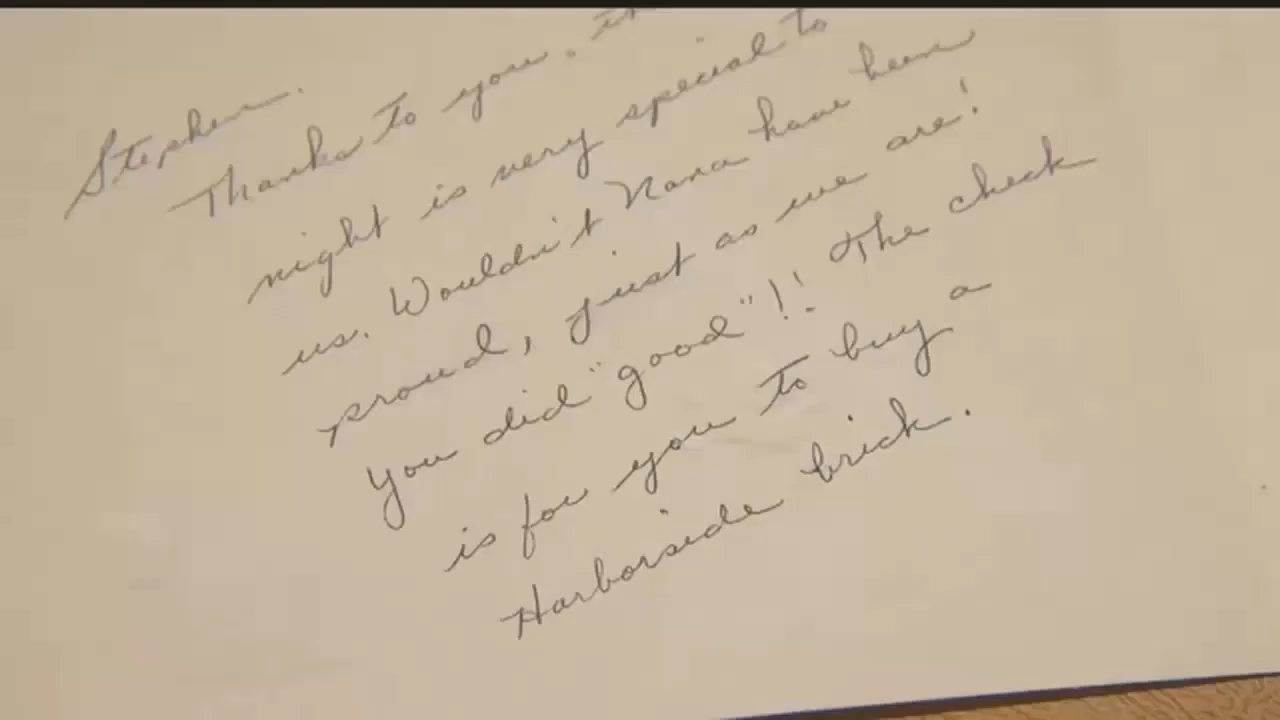 Stephen.
Thanks to you,
night is very special to
us. Wouldn't Nana have been
proud, just as we are!
You did "good"!! The check
is for you to buy a
Harborside brick.